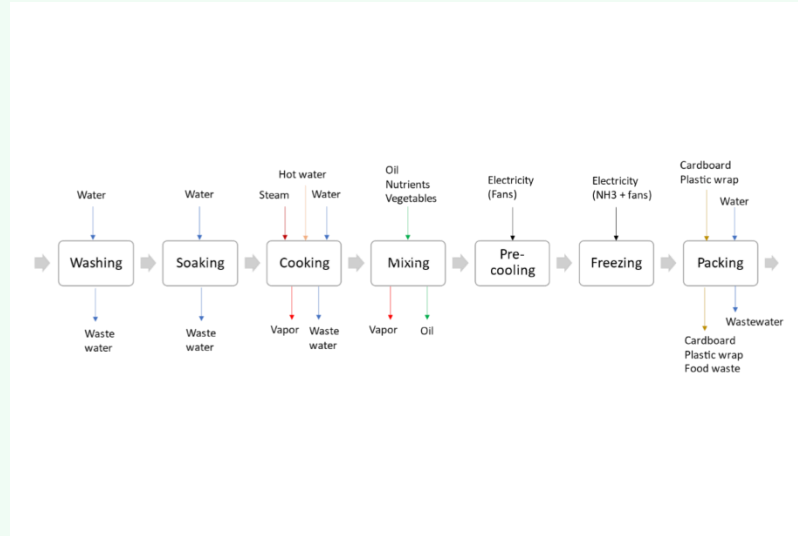 Water
Water
Hot water
Steam
Water
Oil
Nutrients
Vegetables
Electricity
(Fans)
Electricity
(NH3 + fans)
Cardboard
Plastic wrap
Water
Washing
Soaking
Cooking
Mixing
Pre-
cooling
Freezing
Packing
Waste
water
Waste
water
Vapor
Waste
water
Vapor
Oil
Wastewater
Cardboard
Plastic wrap
Food waste